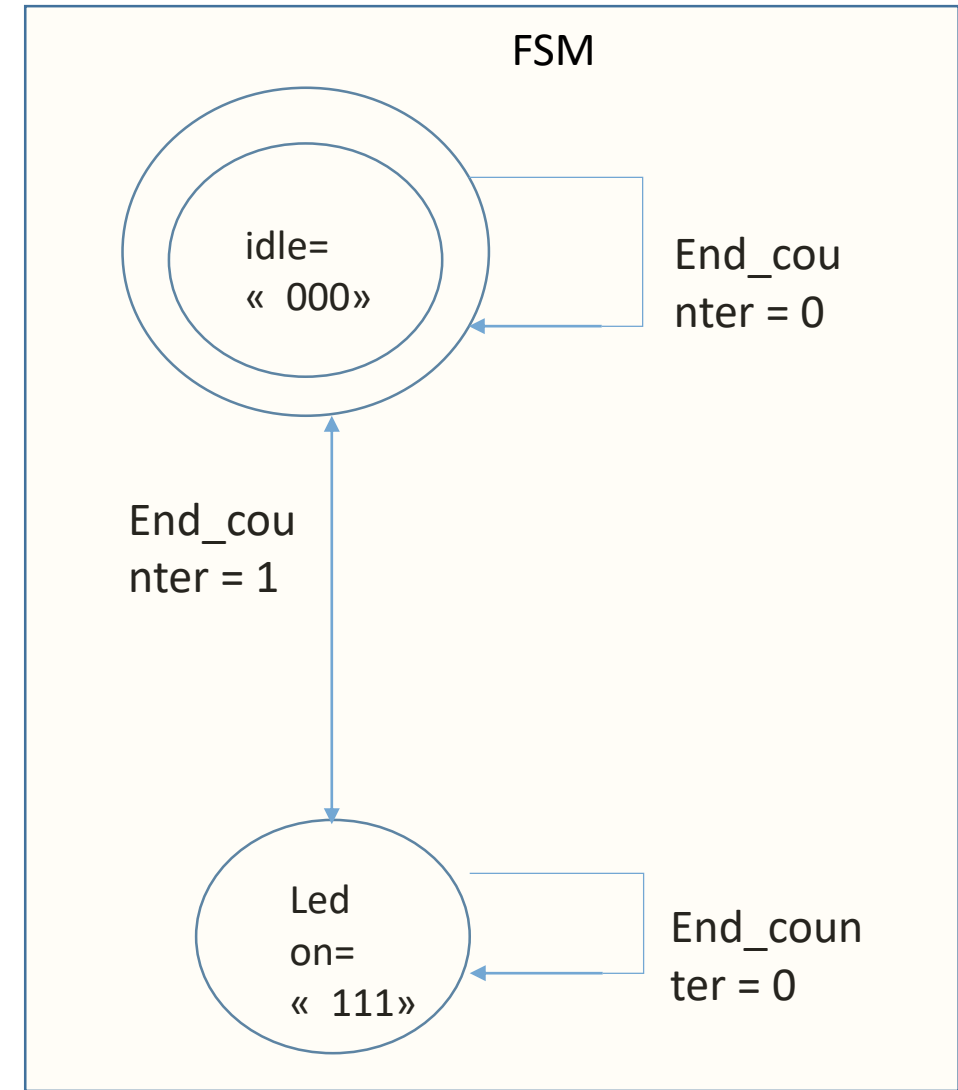 FSM
idle=
«  000»
End_cou
nter = 0
End_cou
nter = 1
Led
on=
«  111»
End_coun
ter = 0